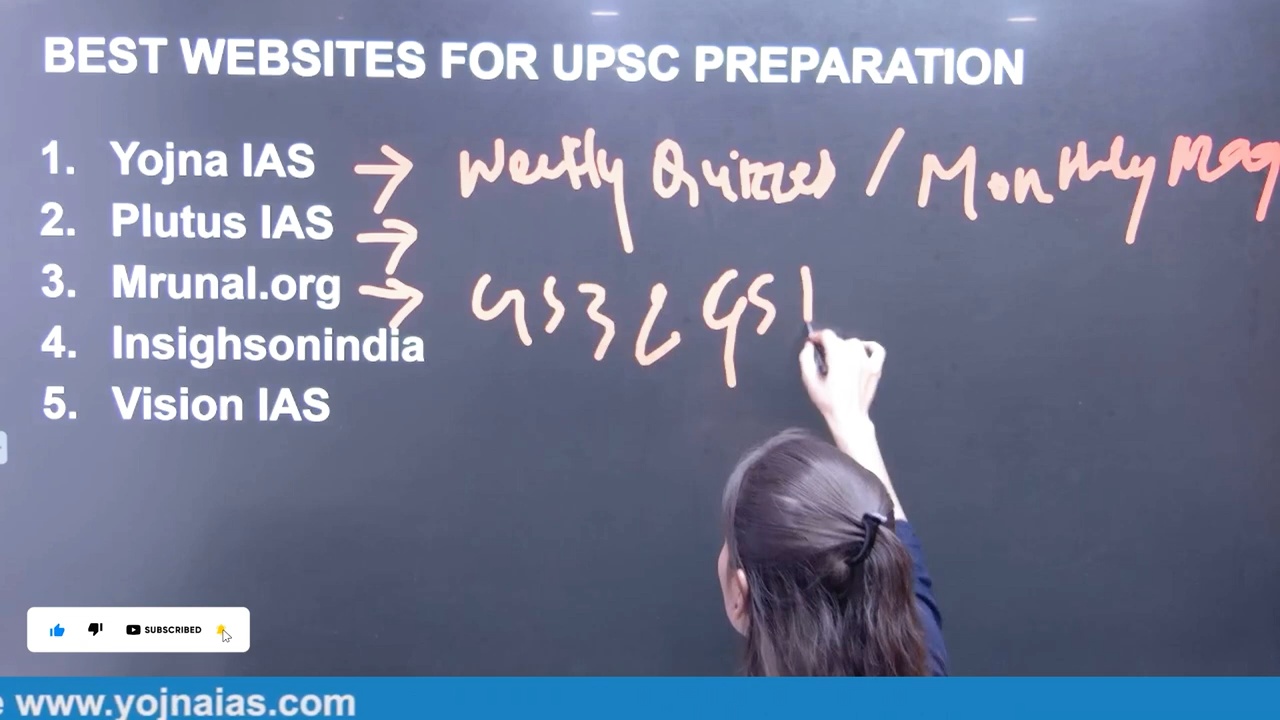 BEST WEBSITES FOR UPSC PREPARATION
1. Yojna IAS → Weekly Quizzes / Monthly Mag
2. Plutus IAS →
3. Mrunal.org → GS3 & GS1
4. Insighsonindia
5. Vision IAS
SUBSCRIBED
e www.yojnaias.com